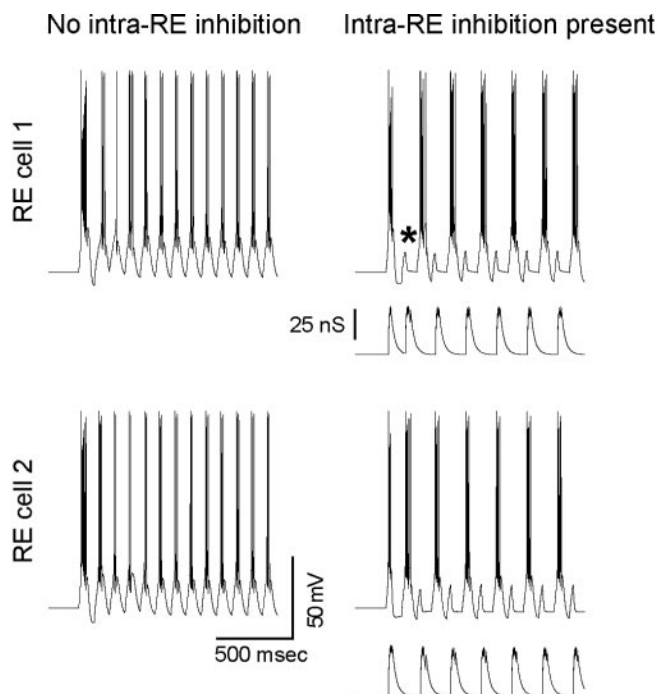 No intra-RE inhibition
Intra-RE inhibition present
RE cell 1
*
25 nS
RE cell 2
50 mV
500 msec